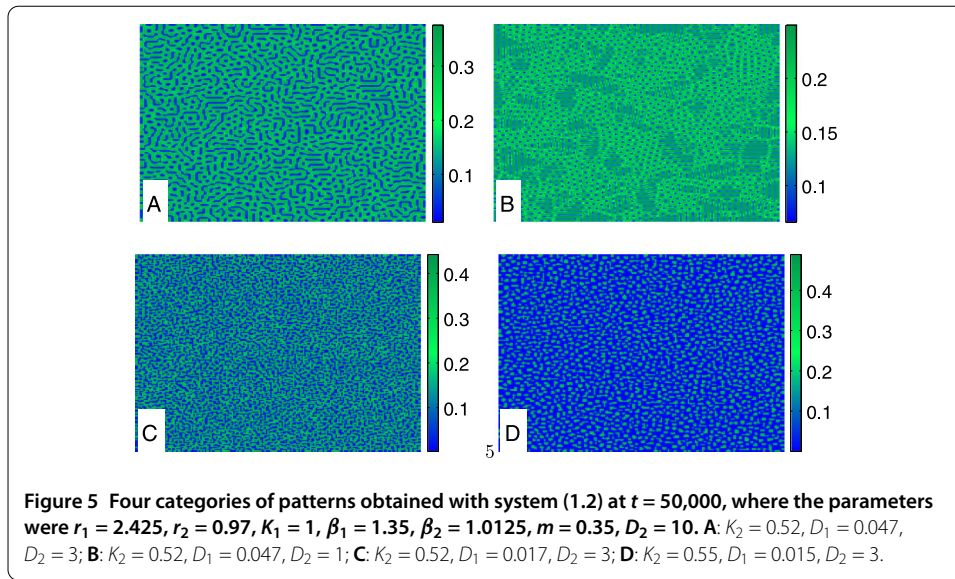 0.3
0.2
0.1
A
0.2
0.15
0.1
B
0.4
0.3
0.2
0.1
C
0.4
0.3
0.2
0.1
5
D
Figure 5 Four categories of patterns obtained with system (1.2) at t = 50,000, where the parameters
were r₁ = 2.425, r₂ = 0.97, K₁ = 1, β₁ = 1.35, β₂ = 1.0125, m = 0.35, D₂ = 10. A: K₂ = 0.52, D₁ = 0.047,
D₂ = 3; B: K₂ = 0.52, D₁ = 0.047, D₂ = 1; C: K₂ = 0.52, D₁ = 0.017, D₂ = 3; D: K₂ = 0.55, D₁ = 0.015, D₂ = 3.